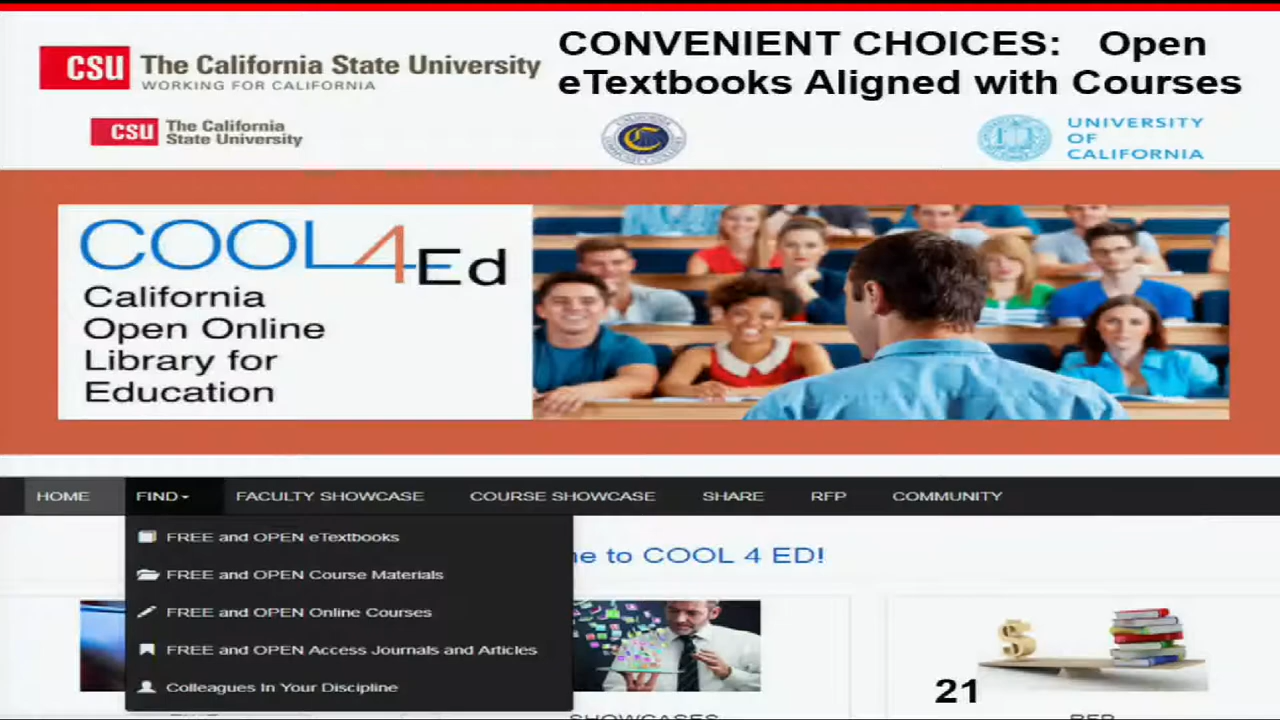 CSU The California State University
WORKING FOR CALIFORNIA
CONVENIENT CHOICES: Open
eTextbooks Aligned with Courses
CSU The California
State University
UNIVERSITY
OF
CALIFORNIA
COOL4Ed
California
Open Online
Library for
Education
HOME FIND FACULTY SHOWCASE COURSE SHOWCASE SHARE RFP COMMUNITY
FREE and OPEN eTextbooks
FREE and OPEN Course Materials
FREE and OPEN Online Courses
FREE and OPEN Access Journals and Articles
Colleagues In Your Discipline
to COOL 4 ED!
$
21
SHOWCASES
RFP